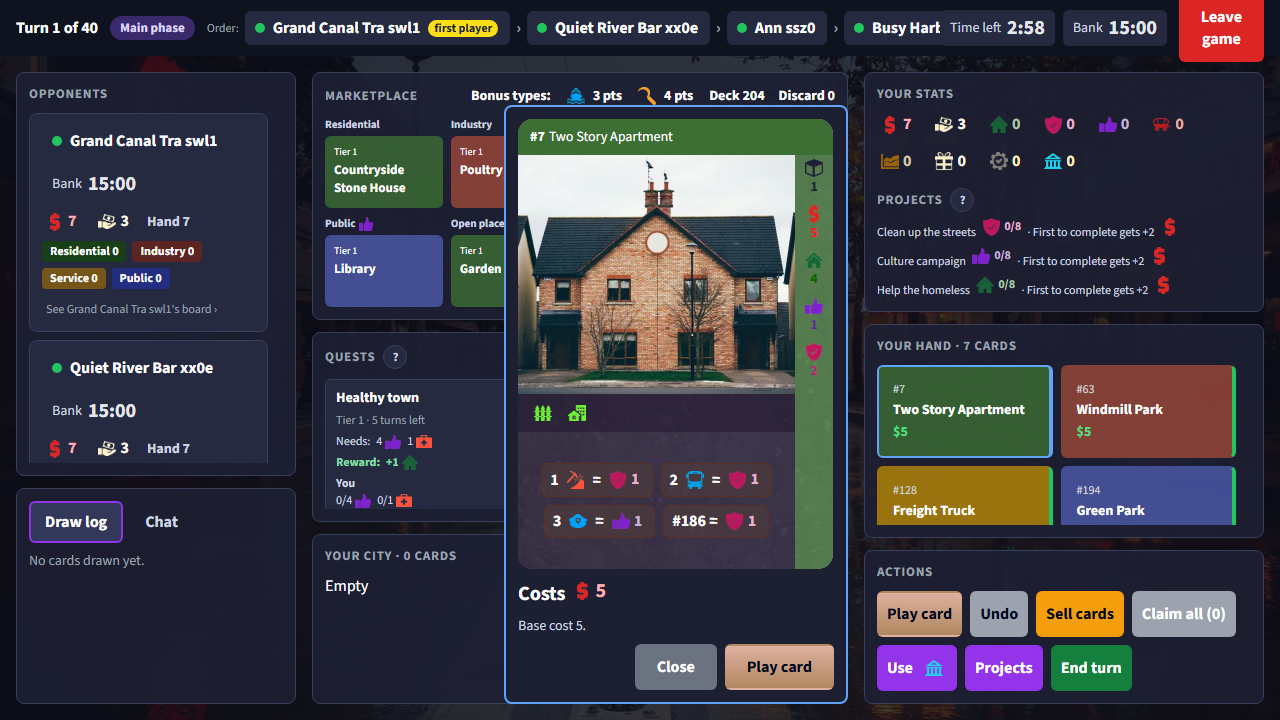 Turn 1 of 40
Main phase
Order:
Grand Canal Tra swl1
first player
›
Quiet River Bar xx0e
›
Ann ssz0
›
Busy Harb
Time left 2:58
Bank 15:00
Leave
game
OPPONENTS
Grand Canal Tra swl1
Bank 15:00
7 3 Hand 7
Residential 0 Industry 0
Service 0 Public 0
See Grand Canal Tra swl1's board ›
Quiet River Bar xx0e
Bank 15:00
7 3 Hand 7
Draw log Chat
No cards drawn yet.
MARKETPLACE
Bonus types: 3 pts 4 pts Deck 204 Discard 0
Residential Industry
Tier 1
Countryside
Stone House
Poultry
Public Open place
Tier 1
Library
Garden
QUESTS ?
Healthy town
Tier 1 · 5 turns left
Needs: 4 1
Reward: +1
You
0/4 0/1
YOUR CITY · 0 CARDS
Empty
#7 Two Story Apartment
1
5
4
1
2
1 = 1 2 = 1
3 = 1 #186 = 1
Costs 5
Base cost 5.
Close Play card
YOUR STATS
7 3 0 0 0 0
0 0 0 0
PROJECTS ?
Clean up the streets 0/8 · First to complete gets +2
Culture campaign 0/8 · First to complete gets +2
Help the homeless 0/8 · First to complete gets +2
YOUR HAND · 7 CARDS
#7
Two Story Apartment
$5
#63
Windmill Park
$5
#128
Freight Truck
#194
Green Park
ACTIONS
Play card Undo Sell cards Claim all (0)
Use Projects End turn